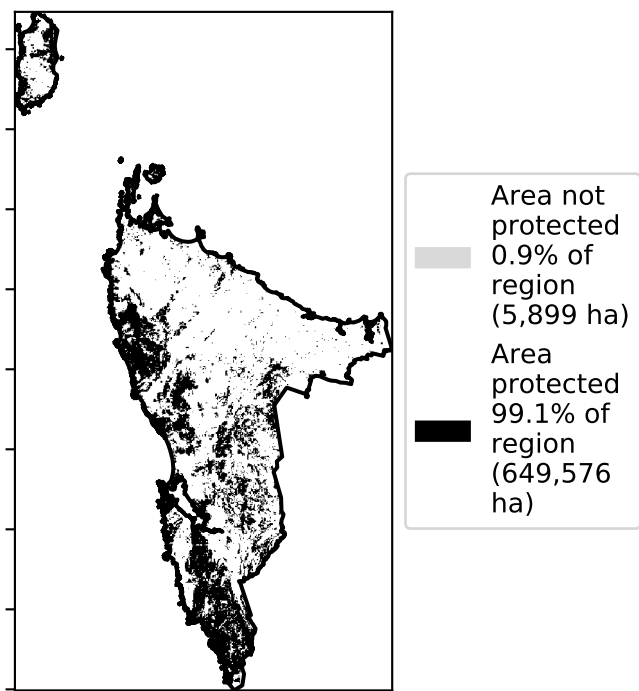 Area not
protected
0.9% of
region
(5,899 ha)
Area
protected
99.1% of
region
(649,576
ha)